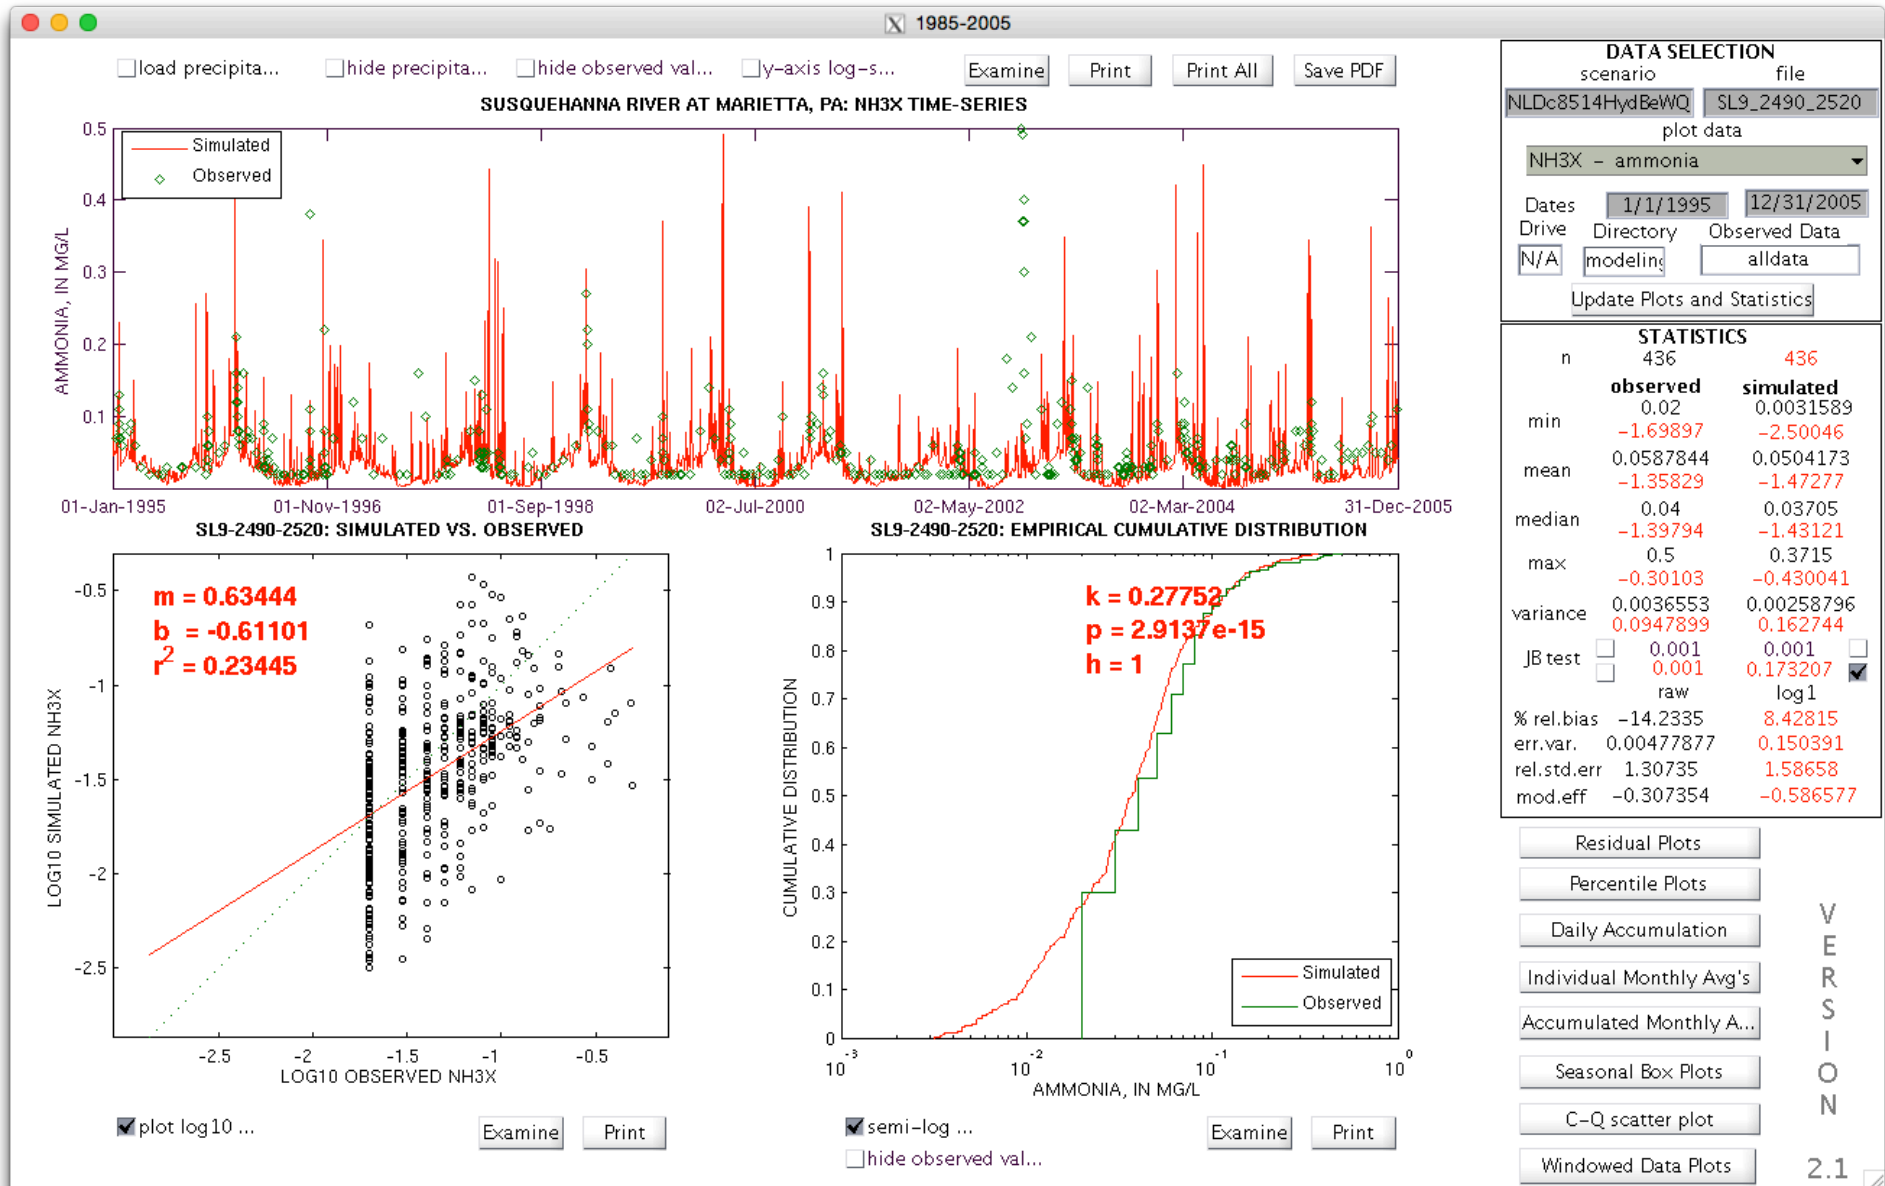 1985-2005
load precipita...
hide precipita...
hide observed val...
y-axis log-s...
Examine
Print
Print All
Save PDF
SUSQUEHANNA RIVER AT MARIETTA, PA: NH3X TIME-SERIES
AMMONIA, IN MG/L
0.5
0.4
0.3
0.2
0.1
Simulated
Observed
01-Jan-1995
01-Nov-1996
01-Sep-1998
02-Jul-2000
02-May-2002
02-Mar-2004
31-Dec-2005
SL9-2490-2520: SIMULATED VS. OBSERVED
m = 0.63444
b = -0.61101
r2 = 0.23445
LOG10 SIMULATED NH3X
-0.5
-1
-1.5
-2
-2.5
-2.5
-2
-1.5
-1
-0.5
LOG10 OBSERVED NH3X
plot log10 ...
Examine
Print
SL9-2490-2520: EMPIRICAL CUMULATIVE DISTRIBUTION
k = 0.27752
p = 2.9137e-15
h = 1
CUMULATIVE DISTRIBUTION
1
0.9
0.8
0.7
0.6
0.5
0.4
0.3
0.2
0.1
0
Simulated
Observed
10-3
10-2
10-1
100
AMMONIA, IN MG/L
semi-log ...
hide observed val...
Examine
Print
DATA SELECTION
scenario file
NLDc8514HydBeWQ SL9_2490_2520
plot data
NH3X - ammonia
Dates 1/1/1995 12/31/2005
Drive Directory Observed Data
N/A modeling alldata
Update Plots and Statistics
STATISTICS
n 436 436
observed simulated
min 0.02 0.0031589
-1.69897 -2.50046
mean 0.0587844 0.0504173
-1.35829 -1.47277
median 0.04 0.03705
-1.39794 -1.43121
max 0.5 0.3715
-0.30103 -0.430041
variance 0.0036553 0.00258796
0.0947899 0.162744
JB test 0.001 0.001
0.001 0.173207
raw log1
% rel.bias -14.2335 8.42815
err.var. 0.00477877 0.150391
rel.std.err 1.30735 1.58658
mod.eff -0.307354 -0.586577
Residual Plots
Percentile Plots
Daily Accumulation
Individual Monthly Avg's
Accumulated Monthly A...
Seasonal Box Plots
C-Q scatter plot
Windowed Data Plots
VERSION
2.1